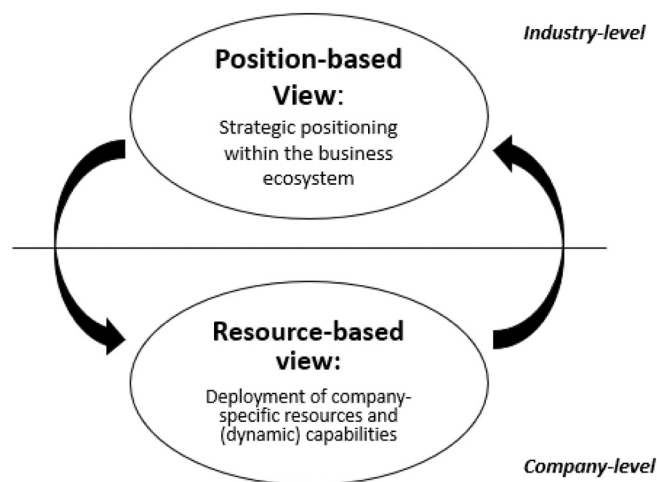 Industry-level
Position-based
View:
Strategic positioning
within the business
ecosystem
Resource-based
view:
Deployment of company-
specific resources and
(dynamic) capabilities
Company-level